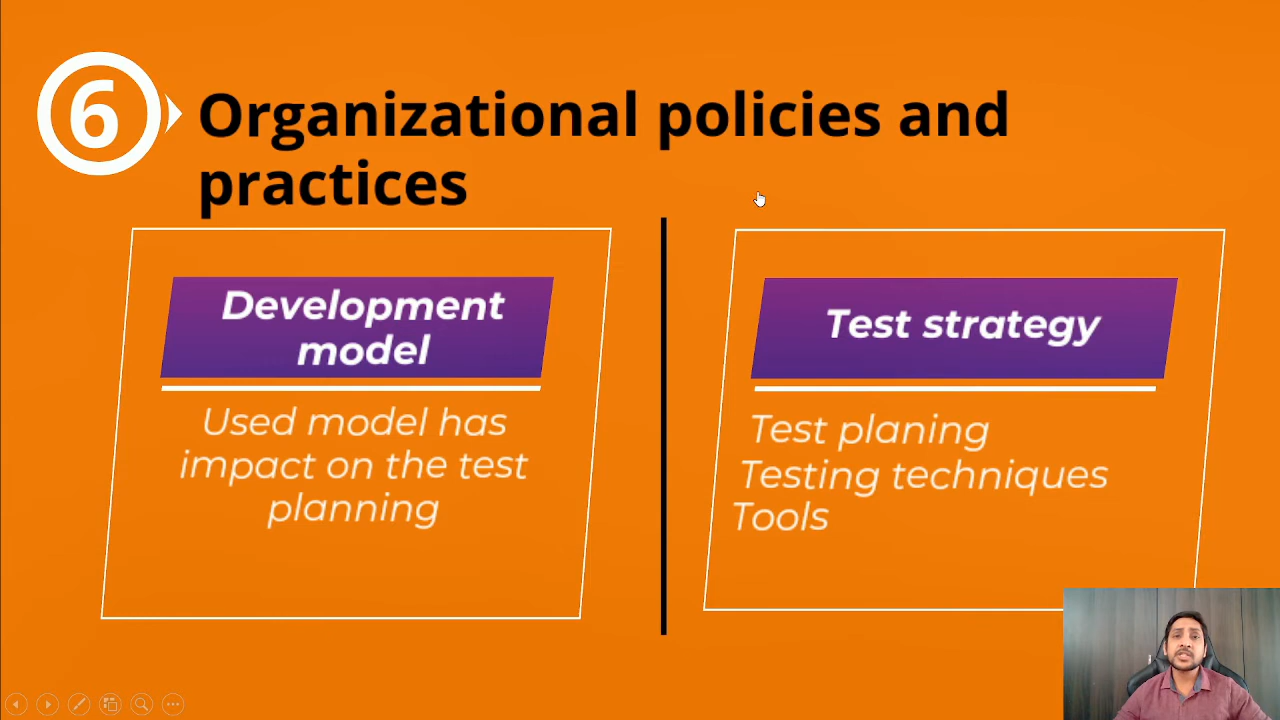 6
Organizational policies and
practices
Development
model
Used model has
impact on the test
planning
Test strategy
Test planing
Testing techniques
Tools